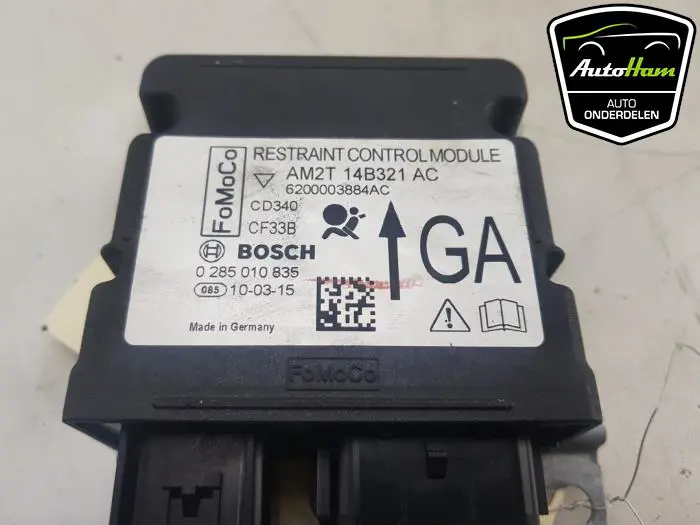 AutoHam
AUTO
ONDERDELEN
FoMoCo
RESTRAINT CONTROL MODULE
AM2T 14B321 AC
6200003884AC
CD340
CF33B
BOSCH
0 285 010 835
085 10-03-15
Made in Germany
GA
FoMoCo